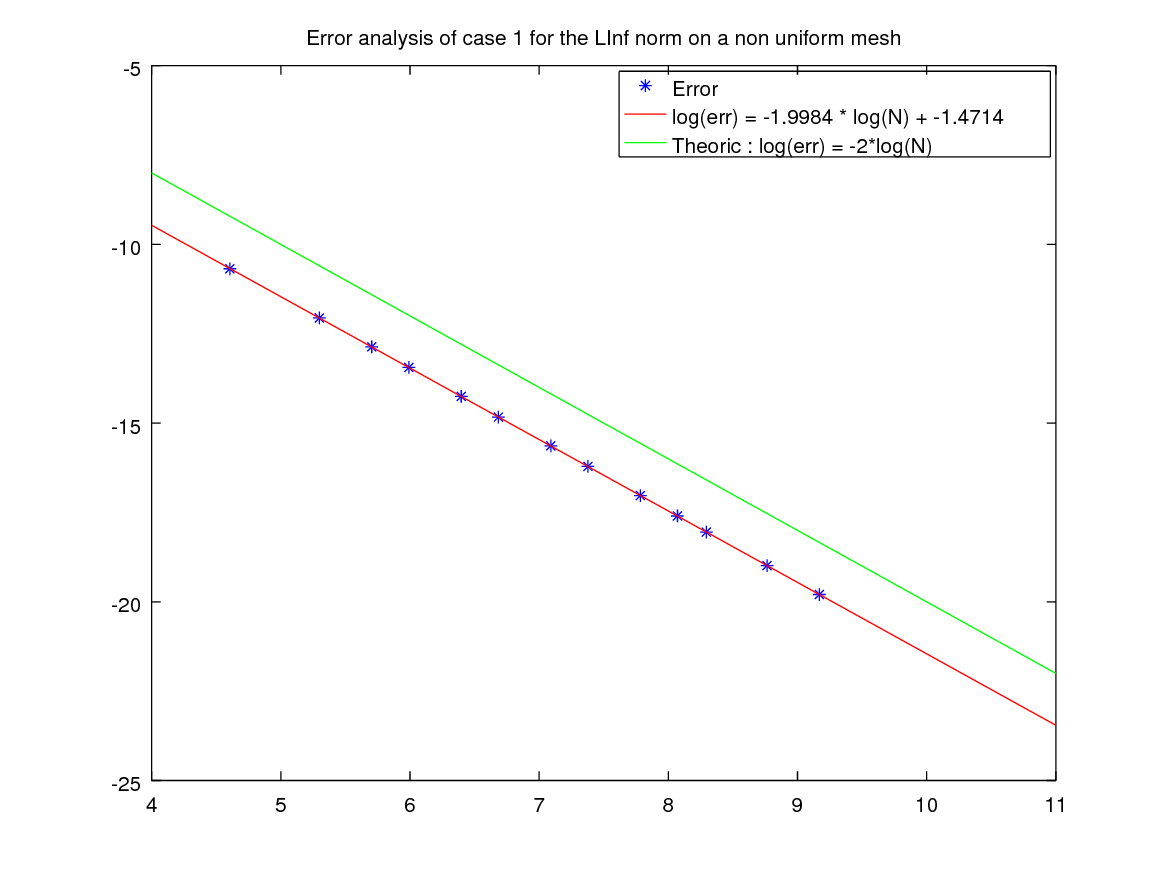 Error analysis of case 1 for the LInf norm on a non uniform mesh
Error
log(err) = -1.9984 * log(N) + -1.4714
Theoric : log(err) = -2*log(N)
-5
-10
-15
-20
-25
4 5 6 7 8 9 10 11